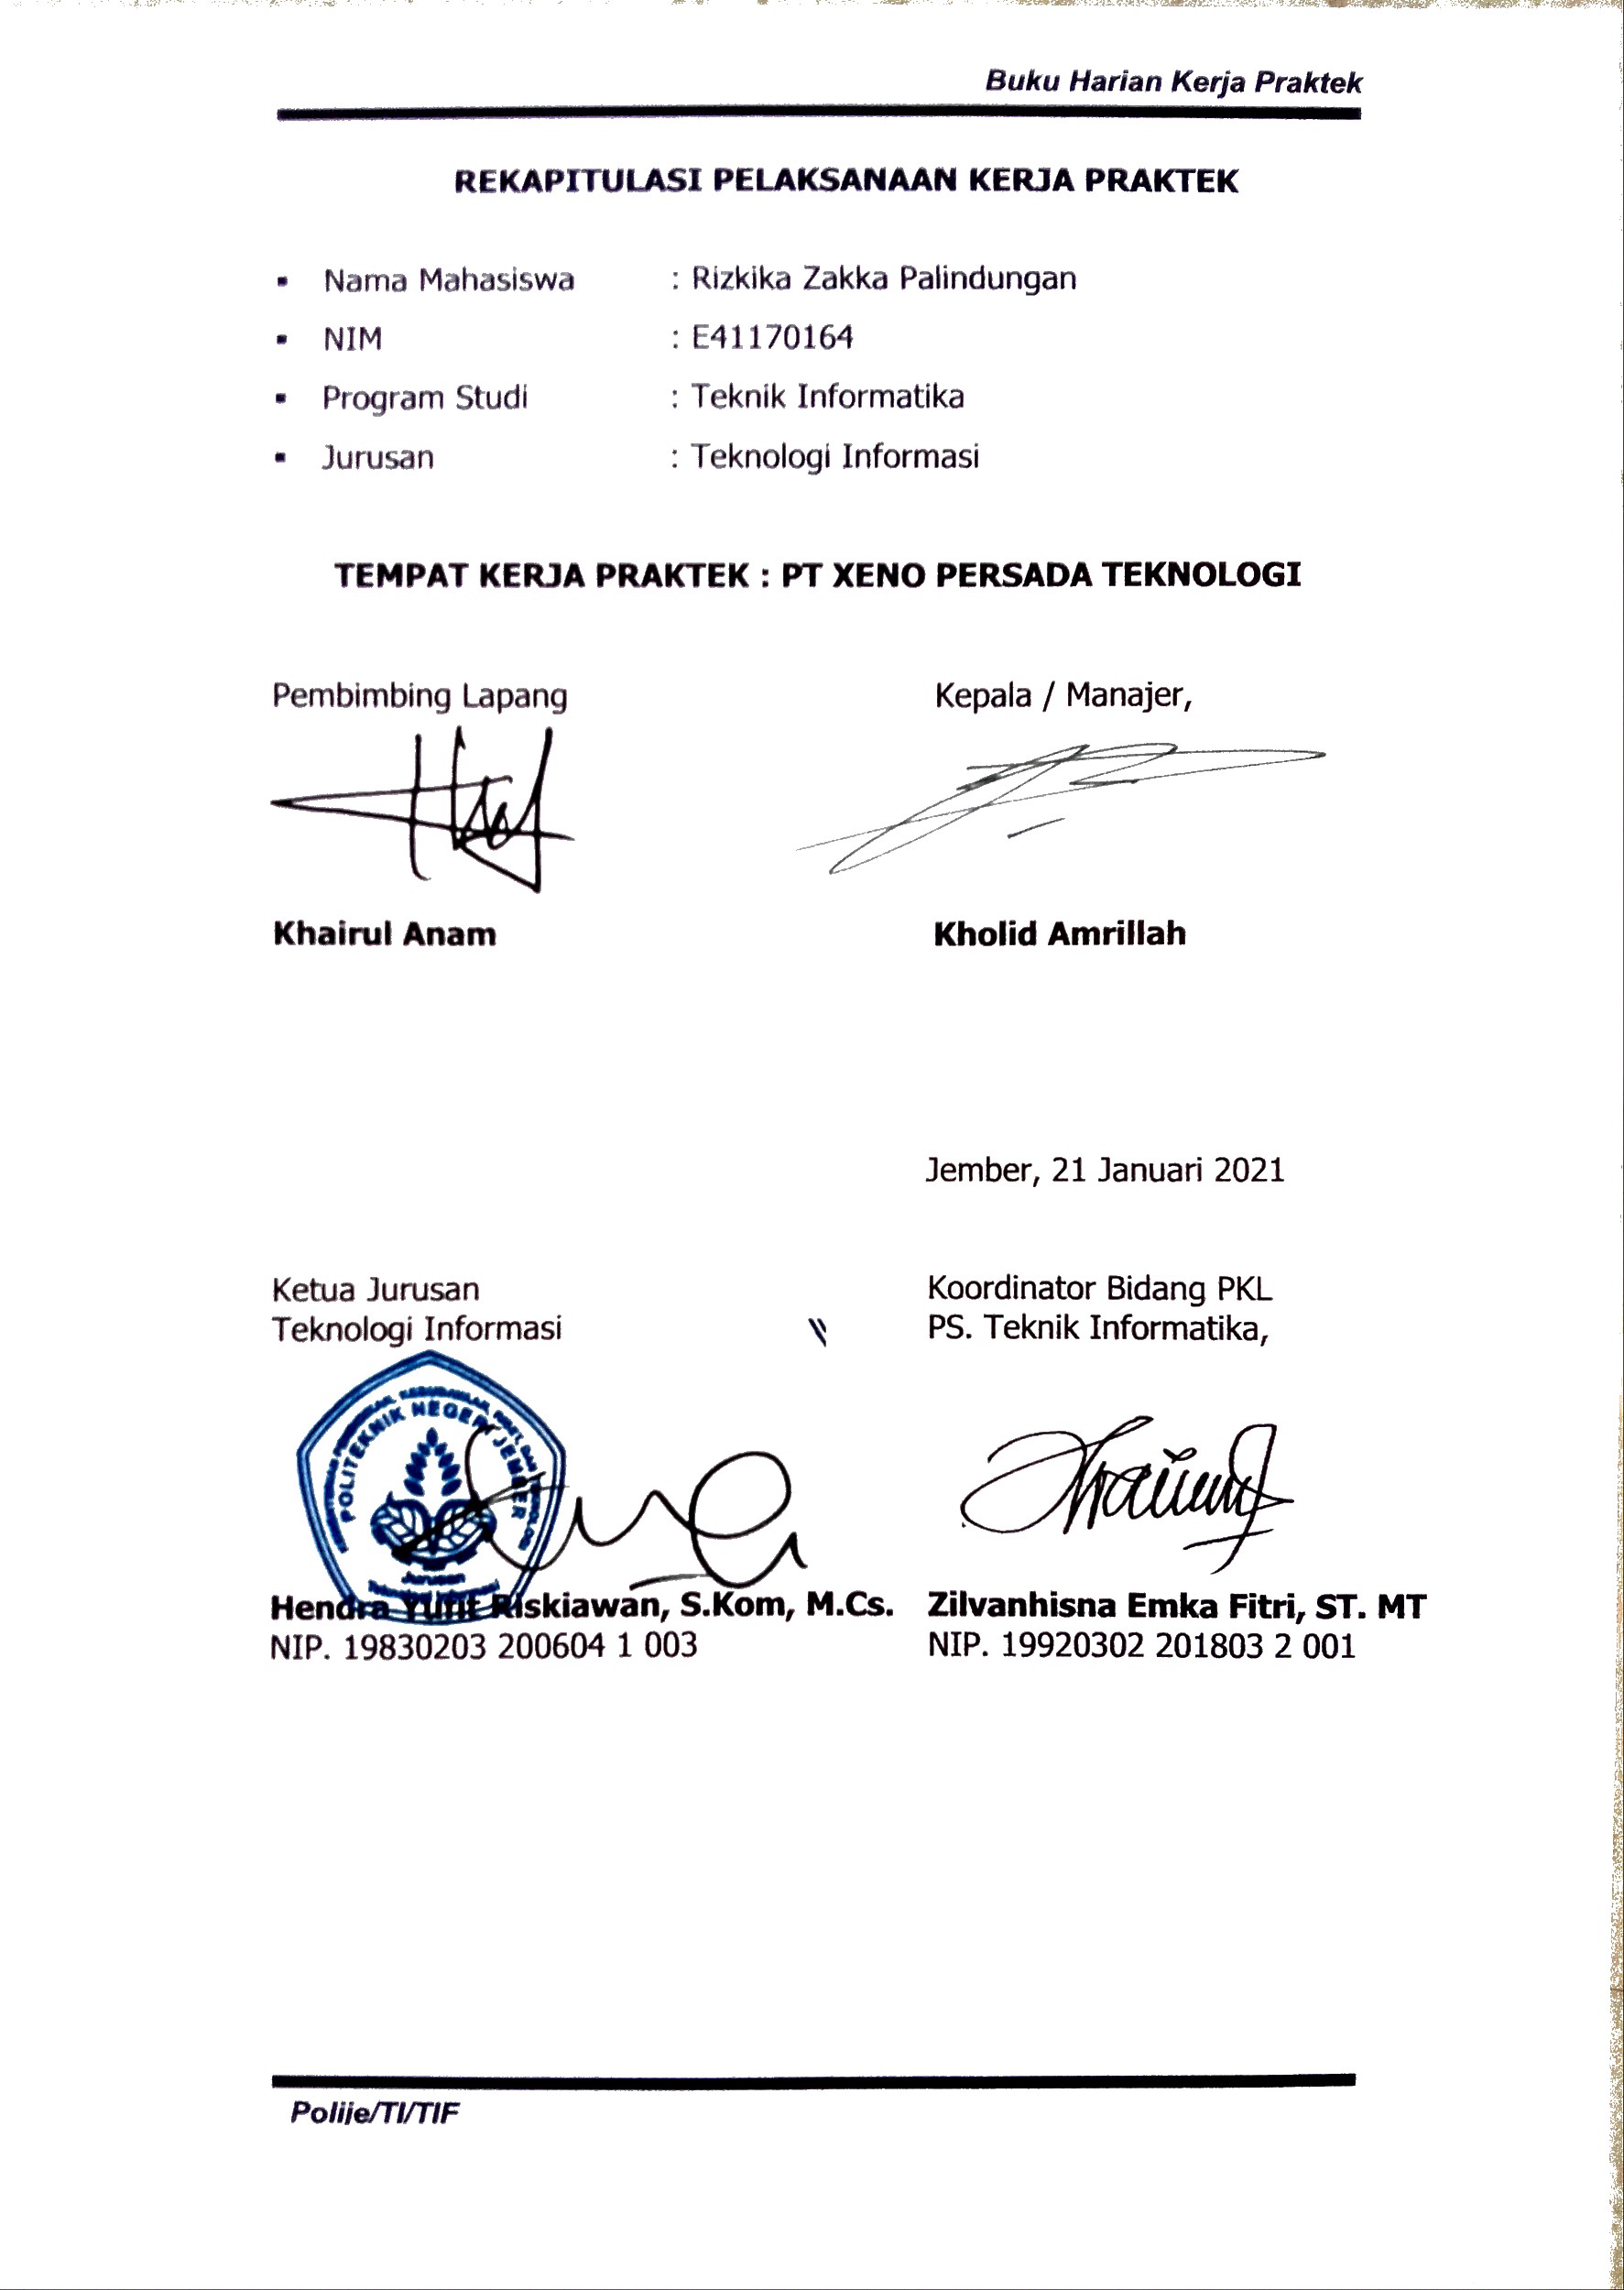 Buku Harian Kerja Praktek
REKAPITULASI PELAKSANAAN KERJA PRAKTEK
▪ Nama Mahasiswa : Rizkika Zakka Palindungan
▪ NIM : E41170164
▪ Program Studi : Teknik Informatika
▪ Jurusan : Teknologi Informasi
TEMPAT KERJA PRAKTEK : PT XENO PERSADA TEKNOLOGI
Pembimbing Lapang Kepala / Manajer,
Khairul Anam Kholid Amrillah
Jember, 21 Januari 2021
Ketua Jurusan Koordinator Bidang PKL
Teknologi Informasi PS. Teknik Informatika,
POLITEKNIK NEGERI JEMBER
Jurusan
Teknologi Informasi
Hendra Yufit Riskiawan, S.Kom, M.Cs. Zilvanhisna Emka Fitri, ST. MT
NIP. 19830203 200604 1 003 NIP. 19920302 201803 2 001
Polije/TI/TIF